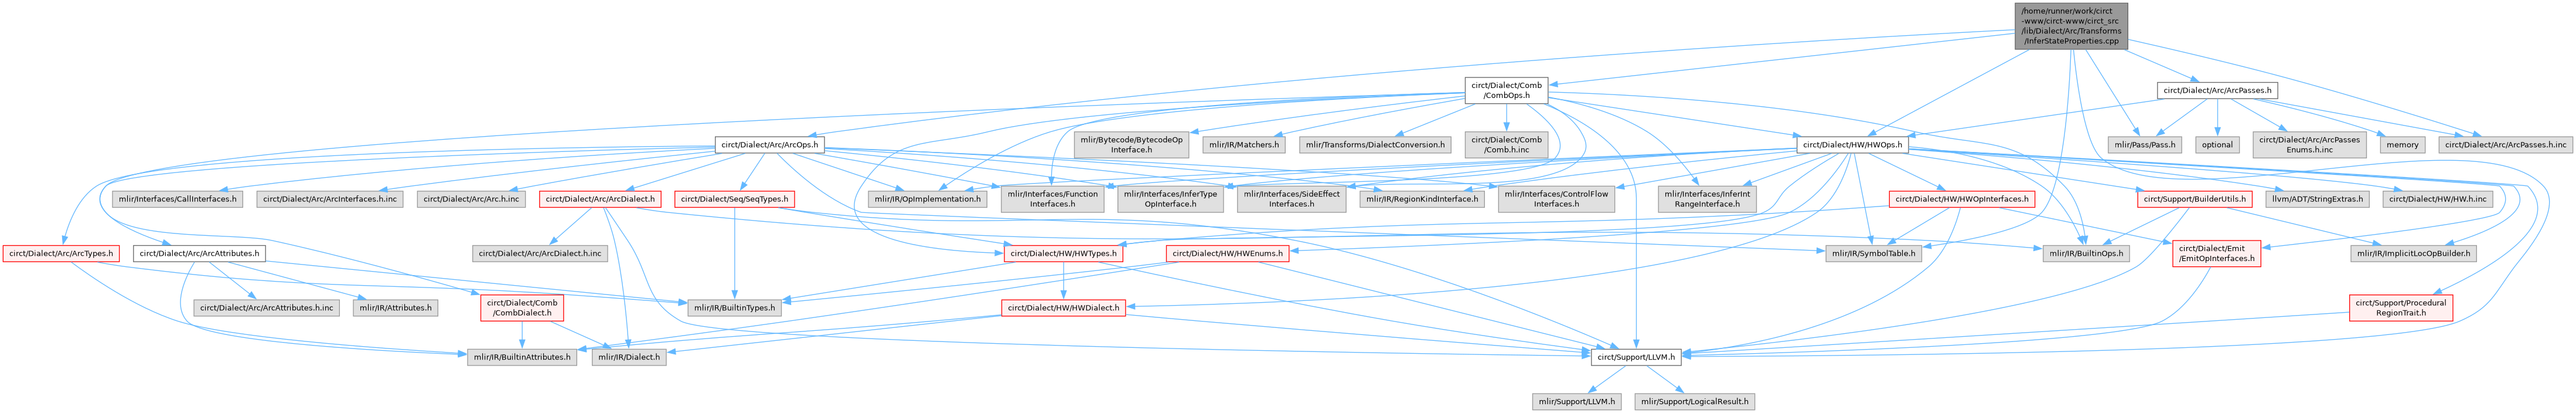 /home/runner/work/circt
-www/circt-www/circt_src
/lib/Dialect/Arc/Transforms
/InferStateProperties.cpp
circt/Dialect/Comb
/CombOps.h
circt/Dialect/Arc/ArcPasses.h
circt/Dialect/Arc/ArcOps.h
mlir/Bytecode/BytecodeOp
Interface.h
mlir/IR/Matchers.h
mlir/Transforms/DialectConversion.h
circt/Dialect/Comb
/Comb.h.inc
circt/Dialect/HW/HWOps.h
mlir/Pass/Pass.h
optional
circt/Dialect/Arc/ArcPasses
Enums.h.inc
memory
circt/Dialect/Arc/ArcPasses.h.inc
mlir/Interfaces/CallInterfaces.h
circt/Dialect/Arc/ArcInterfaces.h.inc
circt/Dialect/Arc/Arc.h.inc
circt/Dialect/Arc/ArcDialect.h
circt/Dialect/Seq/SeqTypes.h
mlir/IR/OpImplementation.h
mlir/Interfaces/Function
Interfaces.h
mlir/Interfaces/InferType
OpInterface.h
mlir/Interfaces/SideEffect
Interfaces.h
mlir/IR/RegionKindInterface.h
mlir/Interfaces/ControlFlow
Interfaces.h
mlir/Interfaces/InferInt
RangeInterface.h
circt/Dialect/HW/HWOpInterfaces.h
circt/Support/BuilderUtils.h
llvm/ADT/StringExtras.h
circt/Dialect/HW/HW.h.inc
circt/Dialect/Arc/ArcTypes.h
circt/Dialect/Arc/ArcAttributes.h
circt/Dialect/Arc/ArcDialect.h.inc
circt/Dialect/HW/HWTypes.h
circt/Dialect/HW/HWEnums.h
mlir/IR/SymbolTable.h
mlir/IR/BuiltinOps.h
circt/Dialect/Emit
/EmitOpInterfaces.h
mlir/IR/ImplicitLocOpBuilder.h
circt/Dialect/Arc/ArcAttributes.h.inc
mlir/IR/Attributes.h
circt/Dialect/Comb
/CombDialect.h
mlir/IR/BuiltinTypes.h
circt/Dialect/HW/HWDialect.h
circt/Support/Procedural
RegionTrait.h
mlir/IR/BuiltinAttributes.h
mlir/IR/Dialect.h
circt/Support/LLVM.h
mlir/Support/LLVM.h
mlir/Support/LogicalResult.h